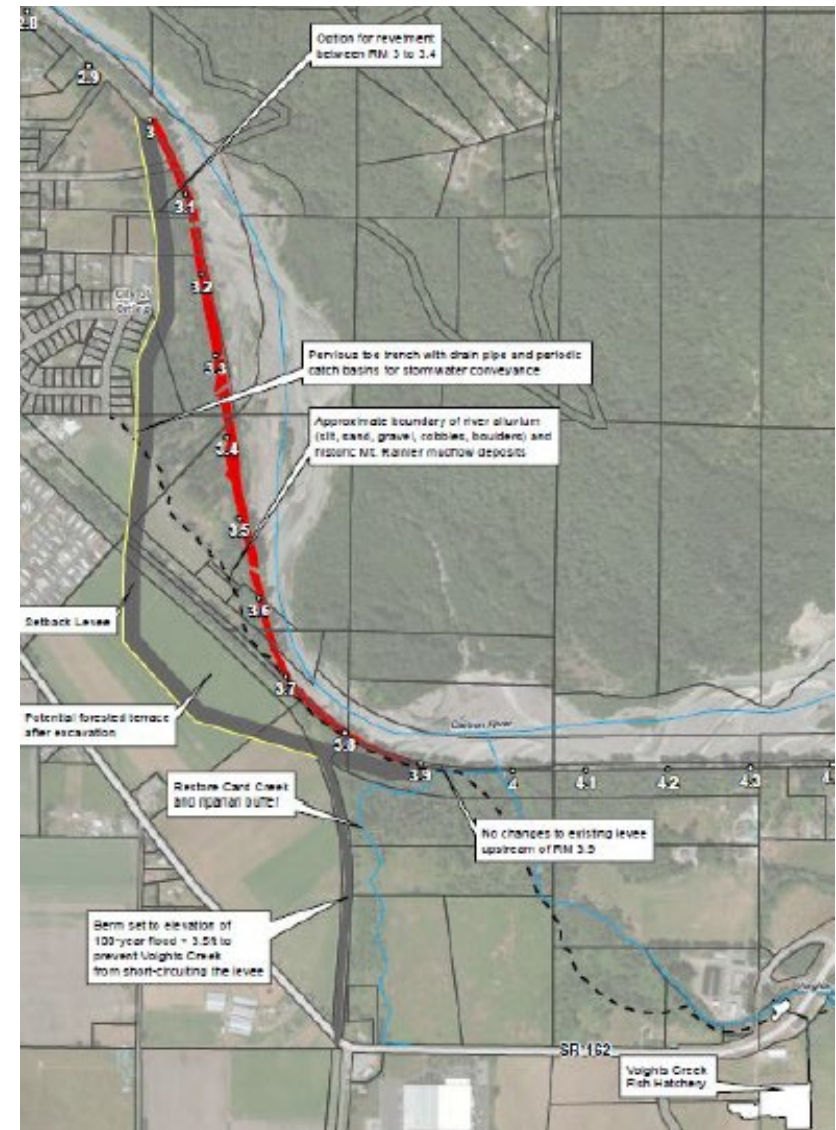 2.8
2.9
Option for revetment
between RM 3 to 3.4
3
3.1
3.2
City of
Orting
3.3
Pervious toe trench with drain pipe and periodic
catch basins for stormwater conveyance
Approximate boundary of river alluvium
(silt, sand, gravel, cobbles, boulders) and
historic Mt. Rainier mudflow deposits
3.4
3.5
3.6
Setback Levee
3.7
Potential forested terrace
after excavation
Carbon River
3.8
3.9
4
4.1
4.2
4.3
Restore Card Creek
and riparian buffer
No changes to existing levee
upstream of RM 3.9
Berm set to elevation of
100-year flood + 3.5ft to
prevent Voights Creek
from short-circuiting the levee
SR 162
Voights Creek
Fish Hatchery